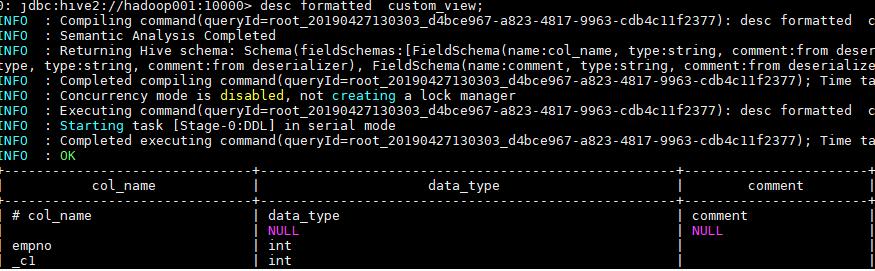 0: jdbc:hive2://hadoop001:10000> desc formatted  custom_view;
INFO  : Compiling command(queryId=root_20190427130303_d4bce967-a823-4817-9963-cdb4c11f2377): desc formatted  c
INFO  : Semantic Analysis Completed
INFO  : Returning Hive schema: Schema(fieldSchemas:[FieldSchema(name:col_name, type:string, comment:from deser
type, type:string, comment:from deserializer), FieldSchema(name:comment, type:string, comment:from deserialize
INFO  : Completed compiling command(queryId=root_20190427130303_d4bce967-a823-4817-9963-cdb4c11f2377); Time ta
INFO  : Concurrency mode is disabled, not creating a lock manager
INFO  : Executing command(queryId=root_20190427130303_d4bce967-a823-4817-9963-cdb4c11f2377): desc formatted  c
INFO  : Starting task [Stage-0:DDL] in serial mode
INFO  : Completed executing command(queryId=root_20190427130303_d4bce967-a823-4817-9963-cdb4c11f2377); Time ta
INFO  : OK
| col_name | data_type | comment
| # col_name | data_type | comment
| | NULL | NULL
| empno | int |
| _c1 | int |